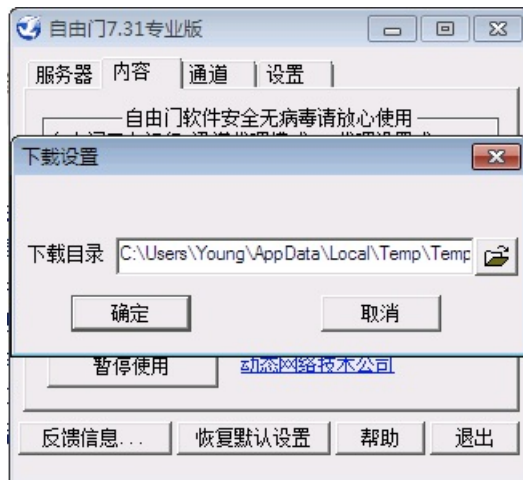 自由门7.31专业版
服务器 内容 通道 设置
自由门软件安全无病毒请放心使用
下载设置
下载目录 C:\Users\Young\AppData\Local\Temp\Temp
确定 取消
暂停使用 动态网络技术公司
反馈信息... 恢复默认设置 帮助 退出